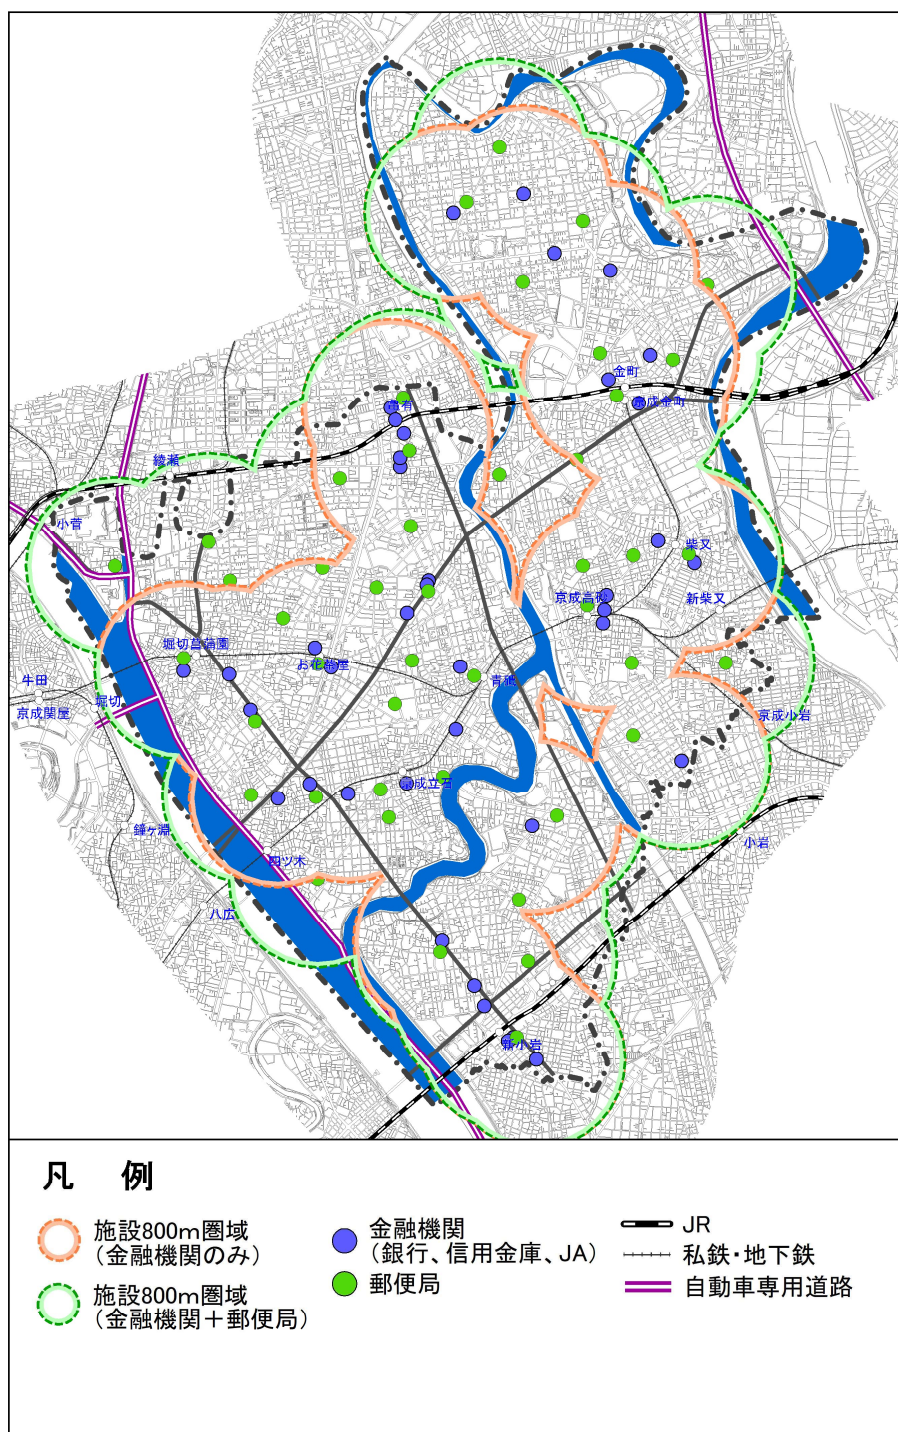 金町
京成金町
亀有
綾瀬
小菅
柴又
京成高砂
新柴又
堀切菖蒲園
お花茶屋
牛田
青砥
堀切
京成関屋
京成小岩
京成立石
鐘ヶ淵
小岩
四ツ木
八広
新小岩
凡 例
施設800m圏域
(金融機関のみ)
施設800m圏域
(金融機関+郵便局)
金融機関
(銀行、信用金庫、JA)
郵便局
JR
私鉄・地下鉄
自動車専用道路